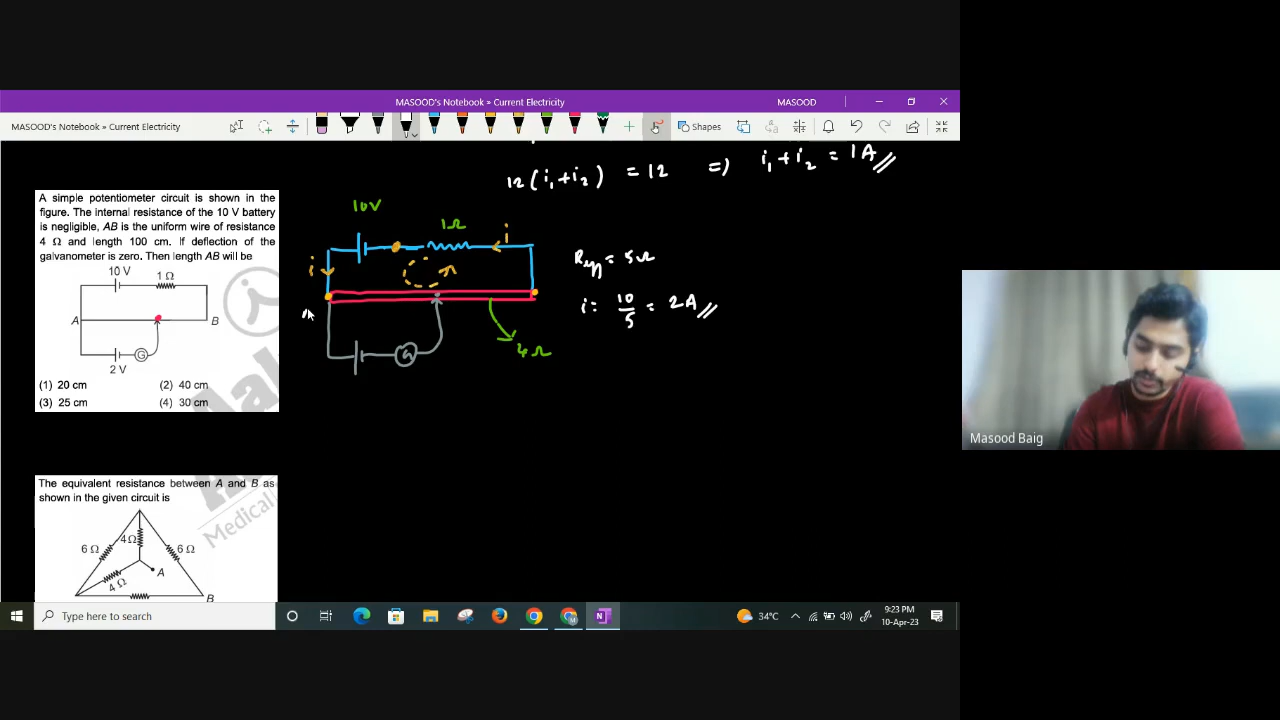 MASOOD's Notebook » Current Electricity
MASOOD
MASOOD's Notebook » Current Electricity
Shapes
12(i₁+i₂) = 12 => i₁+i₂ = 1A
A simple potentiometer circuit is shown in the
figure. The internal resistance of the 10 V battery
is negligible, AB is the uniform wire of resistance
4 Ω and length 100 cm. If deflection of the
galvanometer is zero. Then length AB will be
10 V
1 Ω
A
B
G
2 V
(1) 20 cm (2) 40 cm
(3) 25 cm (4) 30 cm
10V
1Ω
i
i
G
4Ω
Req = 5Ω
i = 10/5 = 2A
Masood Baig
The equivalent resistance between A and B as
shown in the given circuit is
6 Ω
4Ω
6 Ω
A
4 Ω
B
Medical
Type here to search
34°C
9:23 PM
10-Apr-23